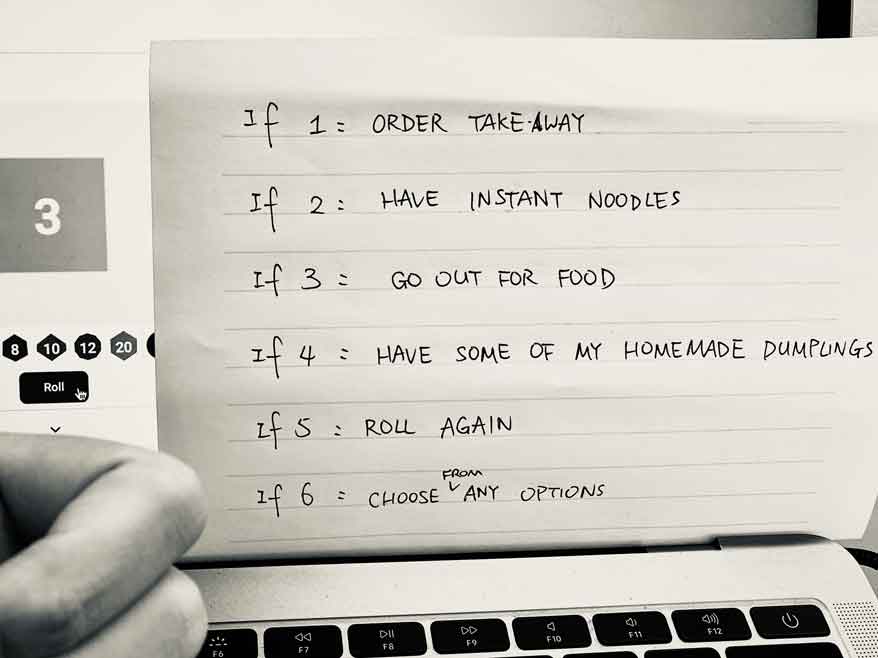 If 1 = ORDER TAKE-AWAY
If 2 = HAVE INSTANT NOODLES
If 3 = GO OUT FOR FOOD
If 4 = HAVE SOME OF MY HOMEMADE DUMPLINGS
If 5 = ROLL AGAIN
If 6 = CHOOSE FROM ANY OPTIONS
3
8 10 12 20
Roll
F6 F7 F8 F9 F10 F11 F12